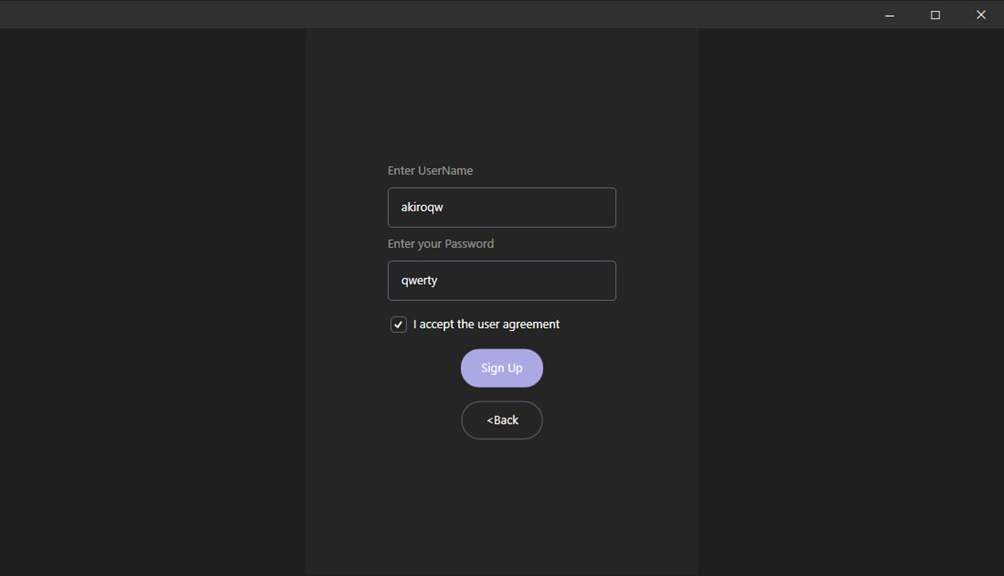 Enter UserName
akiroqw
Enter your Password
qwerty
I accept the user agreement
Sign Up
<Back